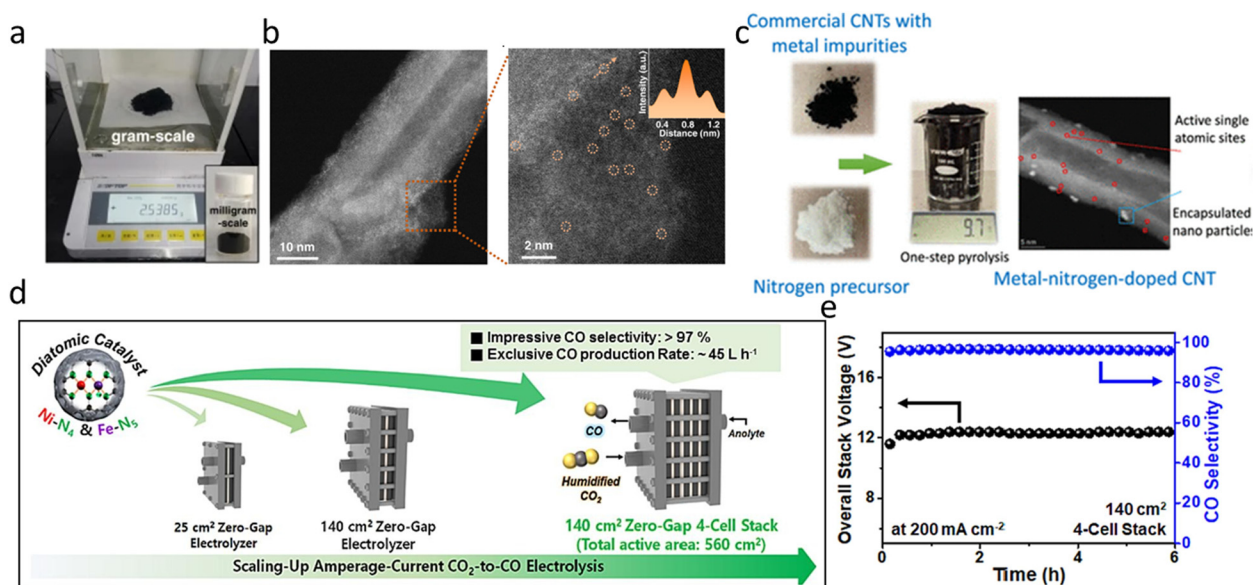 a
gram-scale
2.5385
milligram
-scale
b
10 nm
2 nm
Intensity (a.u.)
0.4 0.8 1.2
Distance (nm)
c
Commercial CNTs with
metal impurities
Nitrogen precursor
9.7
One-step pyrolysis
Active single
atomic sites
Encapsulated
nano particles
5 nm
Metal-nitrogen-doped CNT
d
Diatomic Catalyst
Ni-N4 & Fe-N5
■ Impressive CO selectivity: > 97 %
■ Exclusive CO production Rate: ~ 45 L h⁻¹
CO
Anolyte
Humidified
CO₂
25 cm² Zero-Gap
Electrolyzer
140 cm² Zero-Gap
Electrolyzer
140 cm² Zero-Gap 4-Cell Stack
(Total active area: 560 cm²)
Scaling-Up Amperage-Current CO₂-to-CO Electrolysis
e
Overall Stack Voltage (V)
16
12
8
CO Selectivity (%)
100
80
60
40
20
0
at 200 mA cm⁻²
140 cm²
4-Cell Stack
0 2 4 6
Time (h)